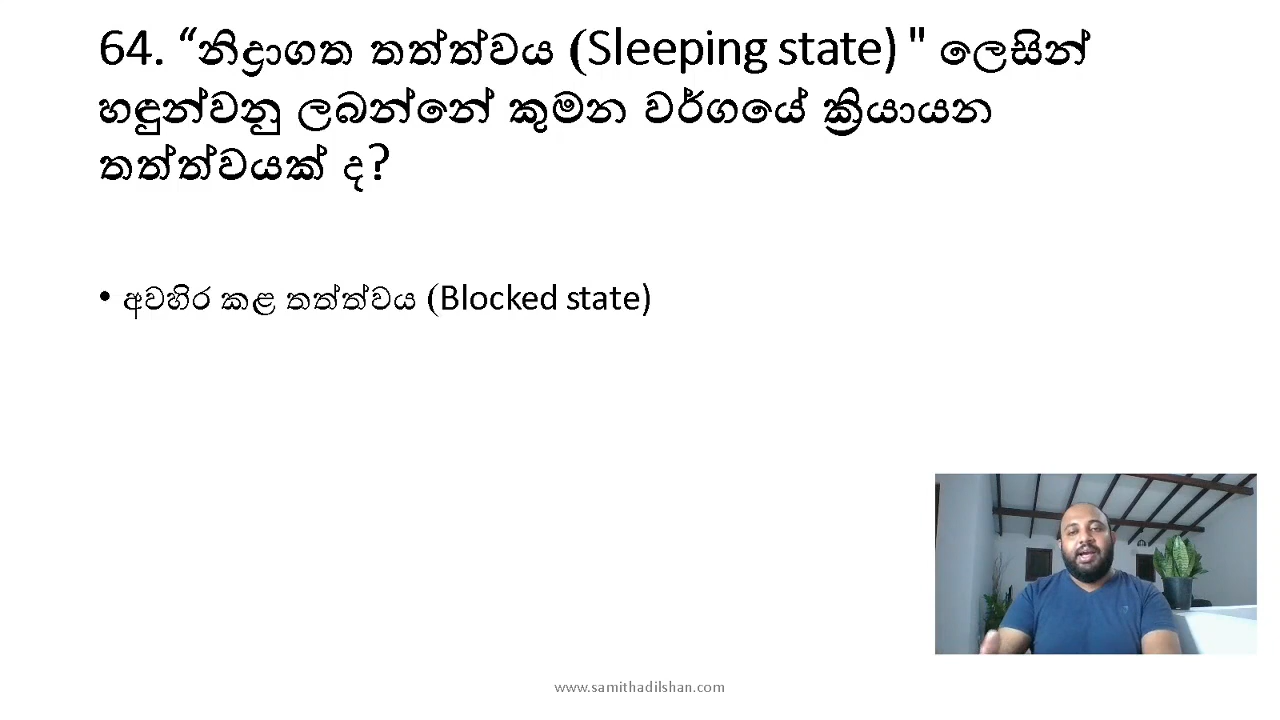 64. “නිද්‍රාගත තත්ත්වය (Sleeping state) " ලෙසින්
හඳුන්වනු ලබන්නේ කුමන වර්ගයේ ක්‍රියායන
තත්ත්වයක් ද?
• අවහිර කළ තත්ත්වය (Blocked state)
www.samithadilshan.com